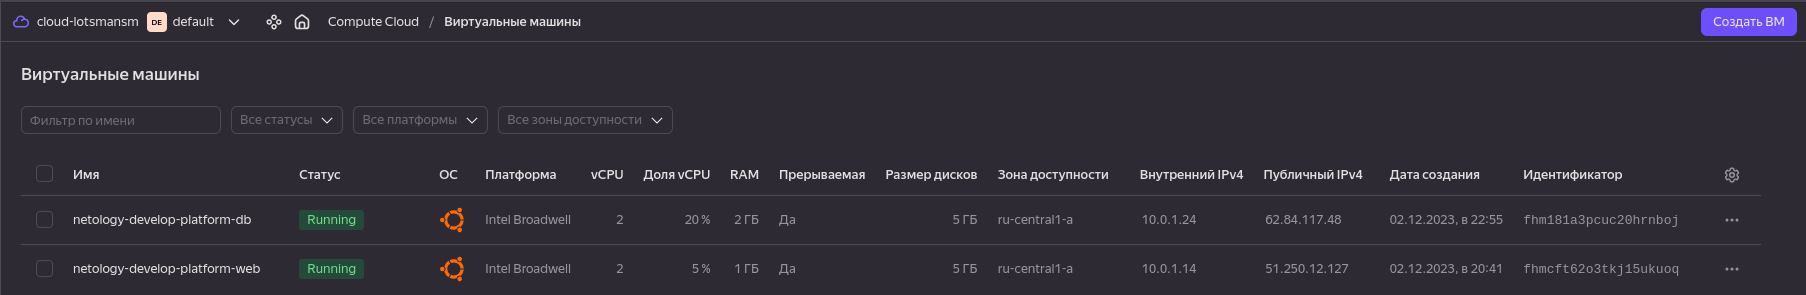 cloud-lotsmansm DE default Compute Cloud / Виртуальные машины Создать ВМ
Виртуальные машины
Фильтр по имени Все статусы Все платформы Все зоны доступности
Имя Статус ОС Платформа vCPU Доля vCPU RAM Прерываемая Размер дисков Зона доступности Внутренний IPv4 Публичный IPv4 Дата создания Идентификатор
netology-develop-platform-db Running Intel Broadwell 2 20 % 2 ГБ Да 5 ГБ ru-central1-a 10.0.1.24 62.84.117.48 02.12.2023, в 22:55 fhm181a3pcuc20hrnboj
netology-develop-platform-web Running Intel Broadwell 2 5 % 1 ГБ Да 5 ГБ ru-central1-a 10.0.1.14 51.250.12.127 02.12.2023, в 20:41 fhmcft62o3tkj15ukuoq